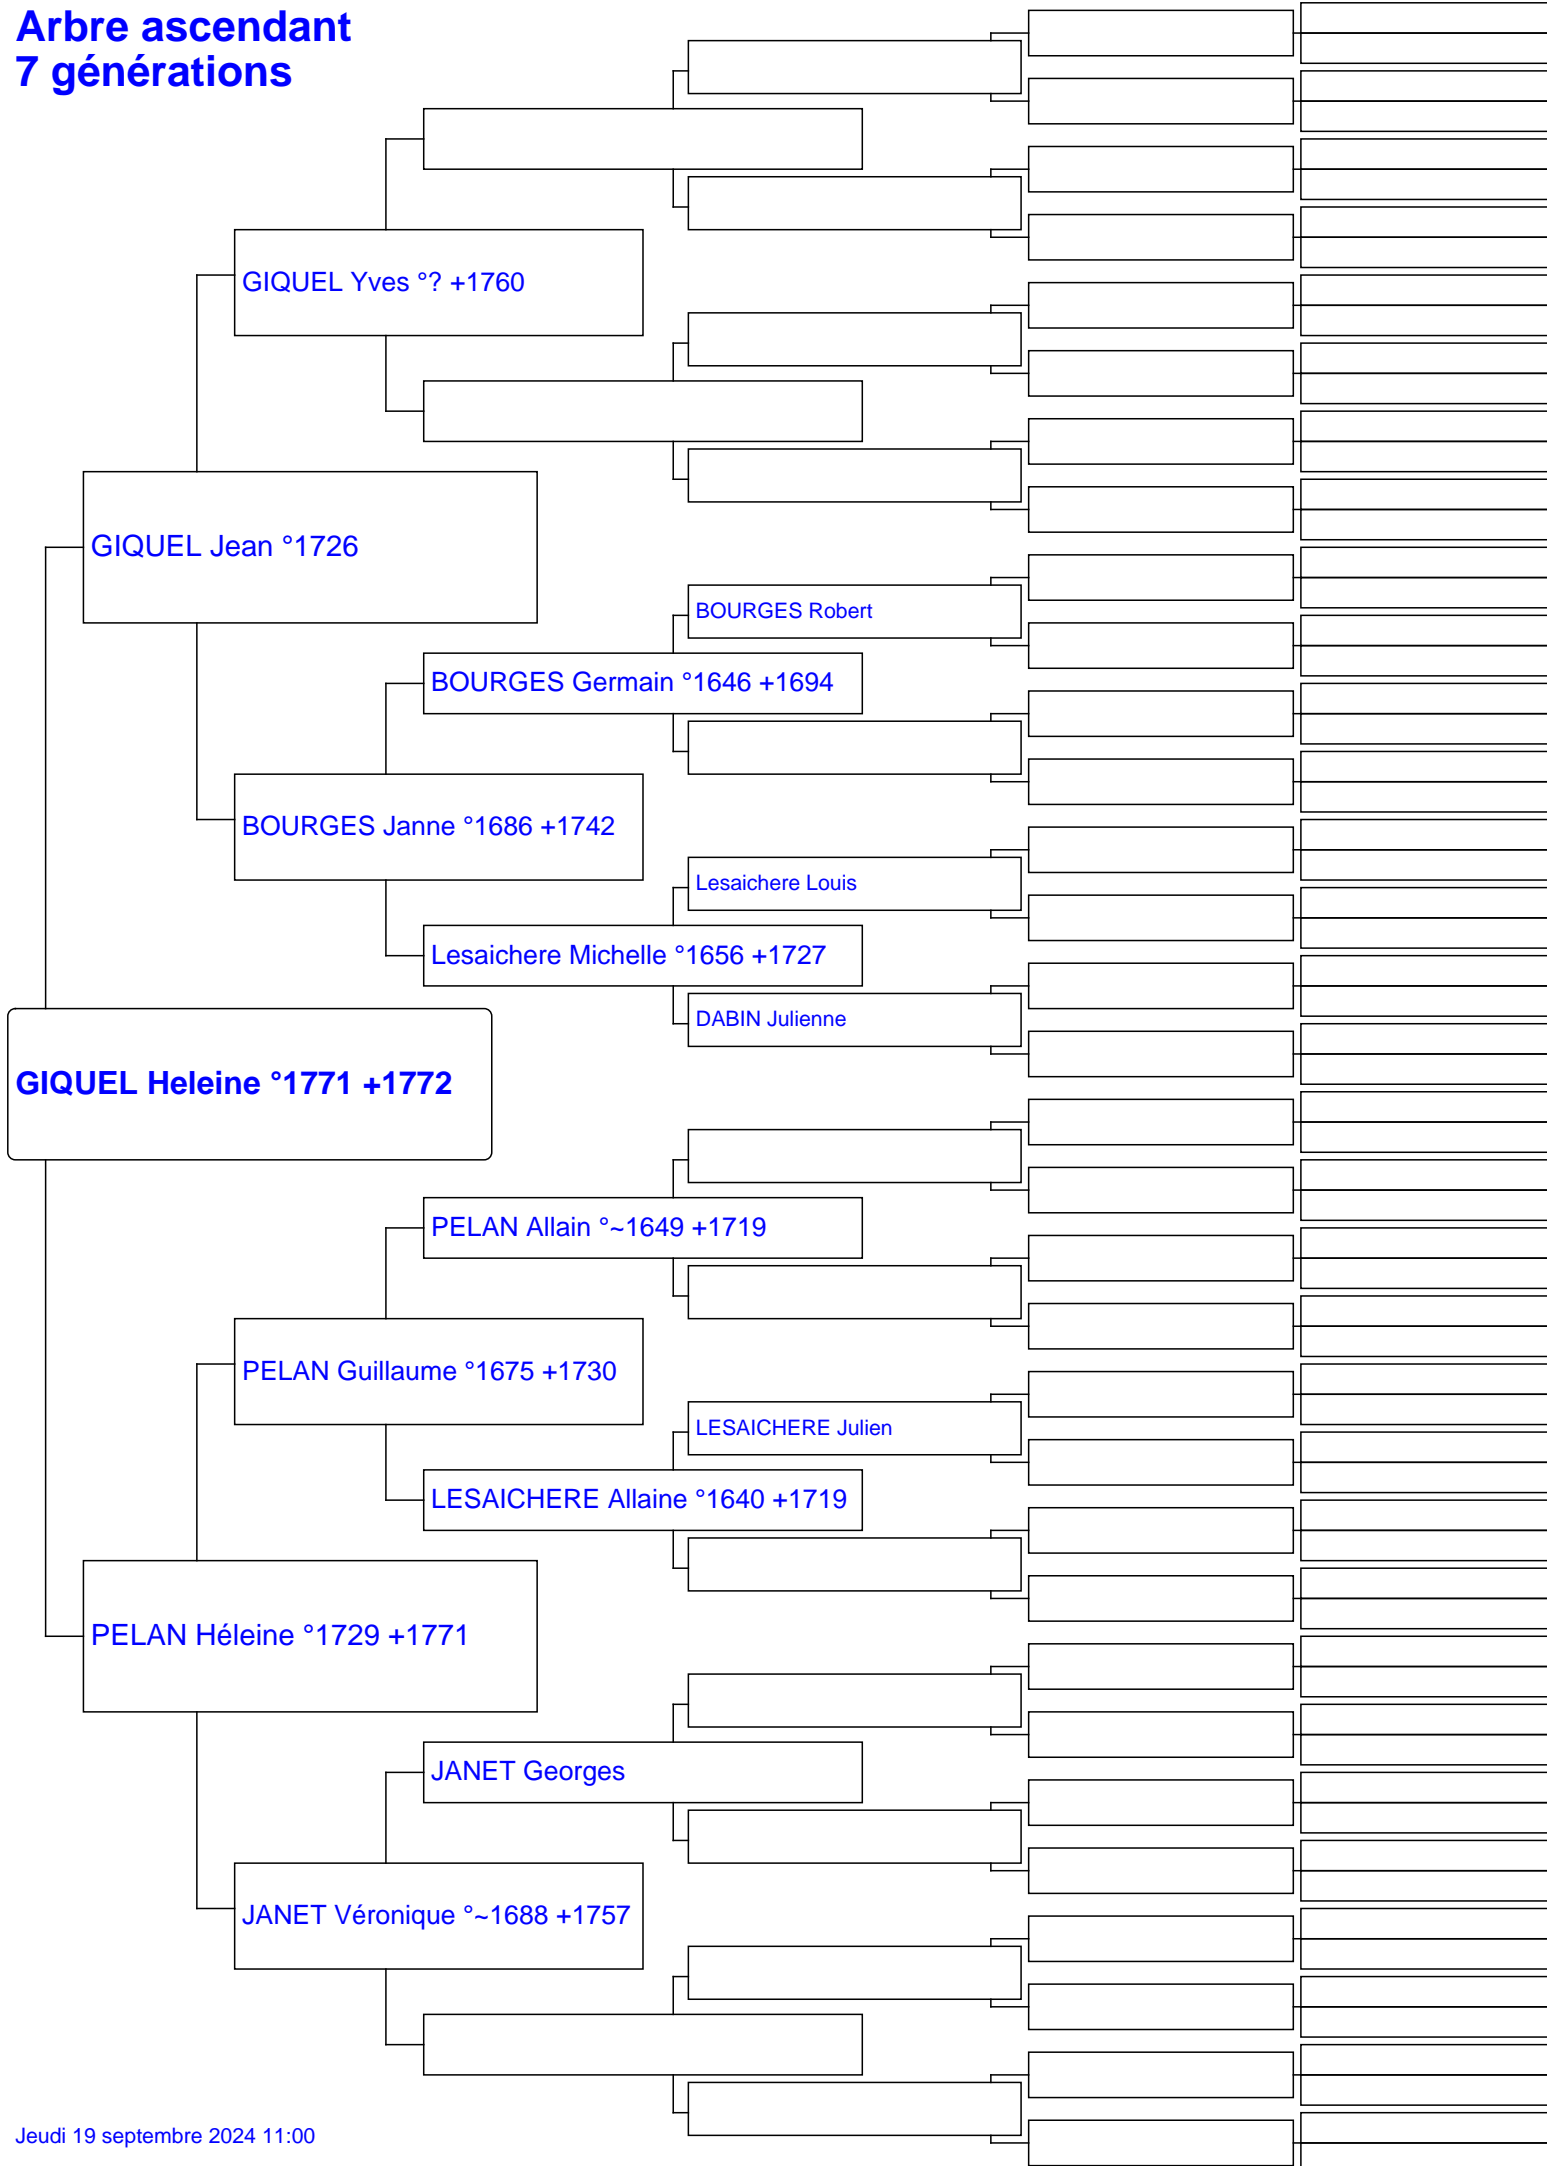 Arbre ascendant
7 générations
GIQUEL Yves °? +1760
GIQUEL Jean °1726
BOURGES Robert
BOURGES Germain °1646 +1694
BOURGES Janne °1686 +1742
Lesaichere Louis
Lesaichere Michelle °1656 +1727
DABIN Julienne
GIQUEL Heleine °1771 +1772
PELAN Allain °~1649 +1719
PELAN Guillaume °1675 +1730
LESAICHERE Julien
LESAICHERE Allaine °1640 +1719
PELAN Héleine °1729 +1771
JANET Georges
JANET Véronique °~1688 +1757
Jeudi 19 septembre 2024 11:00